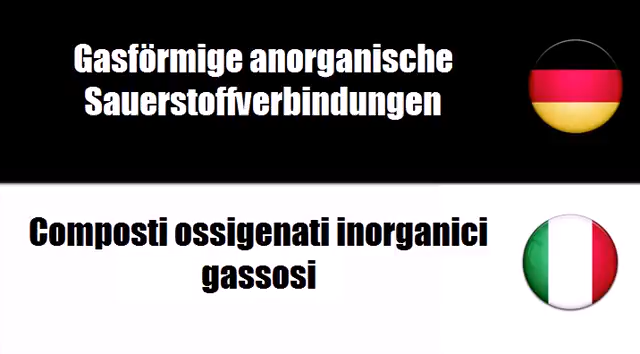 Gasförmige anorganische
Sauerstoffverbindungen
Composti ossigenati inorganici
gassosi